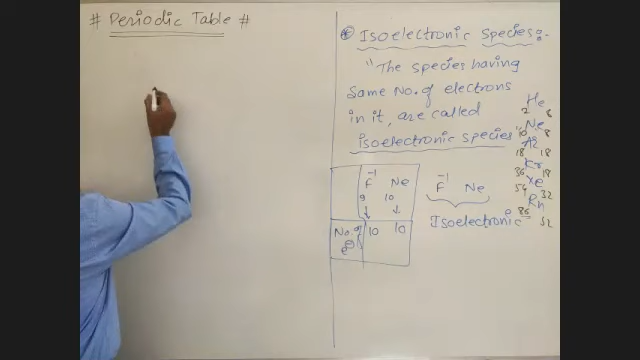 # Periodic Table #
* Isoelectronic Species:-
"The species having
same No. of electrons
in it, are called
isoelectronic species"
F⁻¹ Ne
9 10
No. of e⊖ 10 10
F⁻¹ Ne
Isoelectronic
2 He 8
10 Ne 8
18 Ar 18
36 Kr 18
54 Xe 32
86 Rn 32